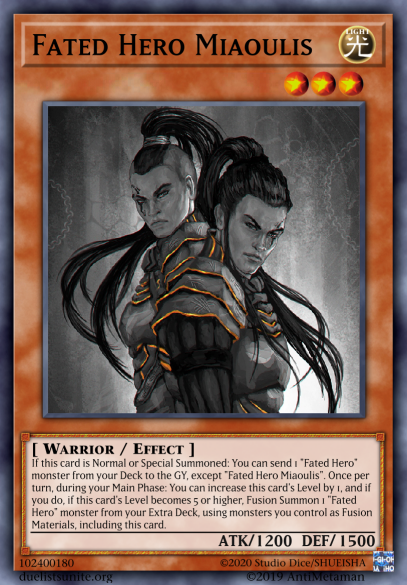 Fated Hero Miaoulis
LIGHT
光
[ Warrior / Effect ]
If this card is Normal or Special Summoned: You can send 1 "Fated Hero"
monster from your Deck to the GY, except "Fated Hero Miaoulis". Once per
turn, during your Main Phase: You can increase this card's Level by 1, and if
you do, if this card's Level becomes 5 or higher, Fusion Summon 1 "Fated
Hero" monster from your Extra Deck, using monsters you control as Fusion
Materials, including this card.
ATK/1200 DEF/1500
102400180 ©2020 Studio Dice/SHUEISHA
duelistsunite.org ©2019 AntiMetaman